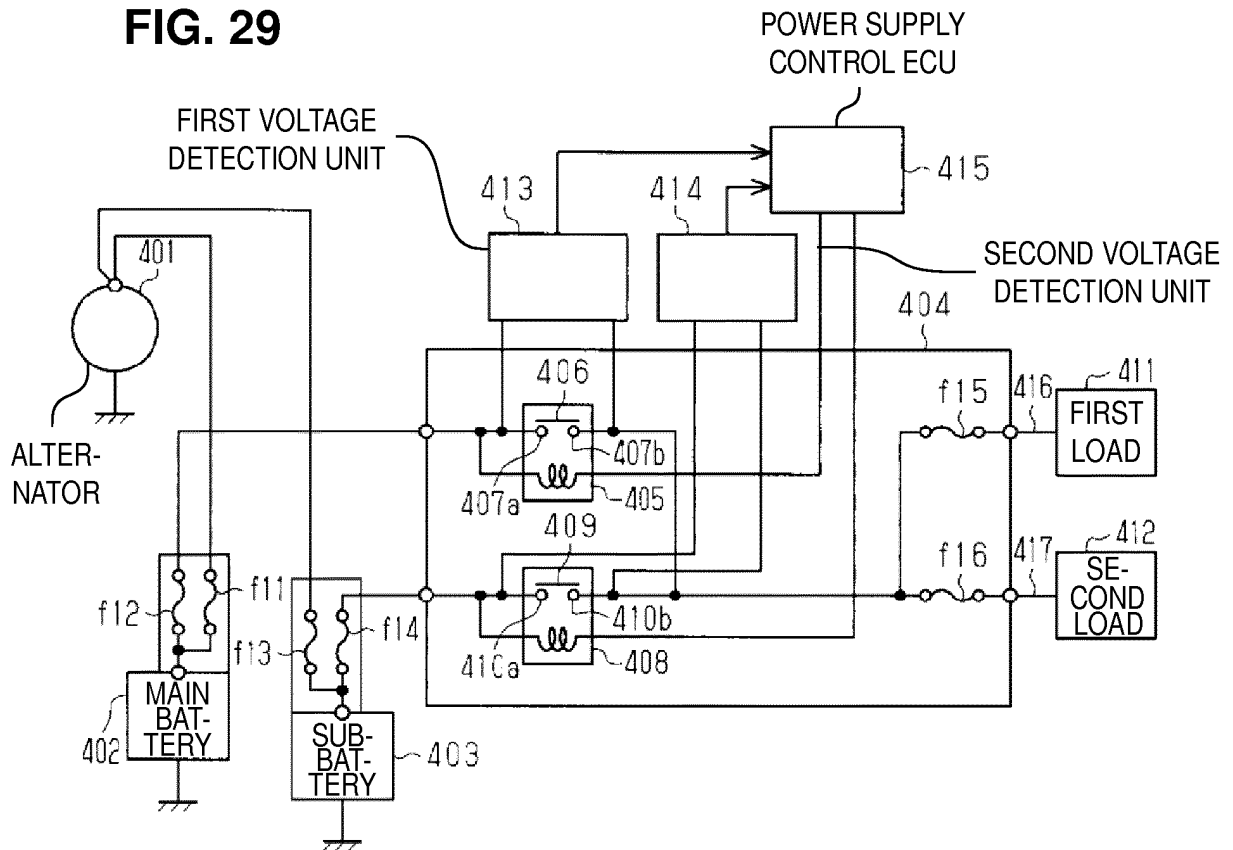 FIG. 29
POWER SUPPLY
CONTROL ECU
FIRST VOLTAGE
DETECTION UNIT
413
414
415
401
SECOND VOLTAGE
DETECTION UNIT
404
406
f15
416
411
FIRST
LOAD
ALTER-
NATOR
407a
407b
405
409
f16
417
412
SE-
COND
LOAD
f12
f11
f13
f14
410a
410b
408
MAIN
BAT-
TERY
402
SUB-
BAT-
TERY
403